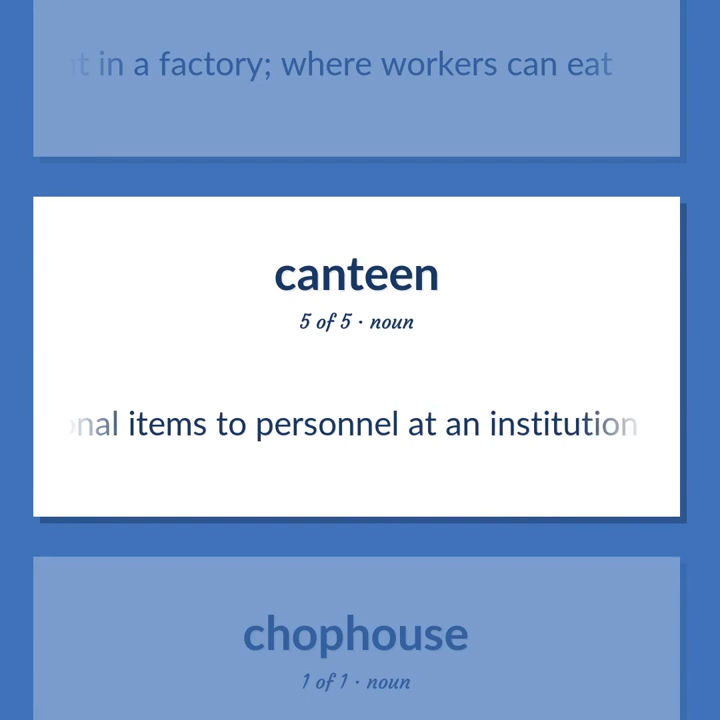 in a factory; where workers can eat
canteen
5 of 5 · noun
items to personnel at an institution
chophouse
1 of 1 · noun